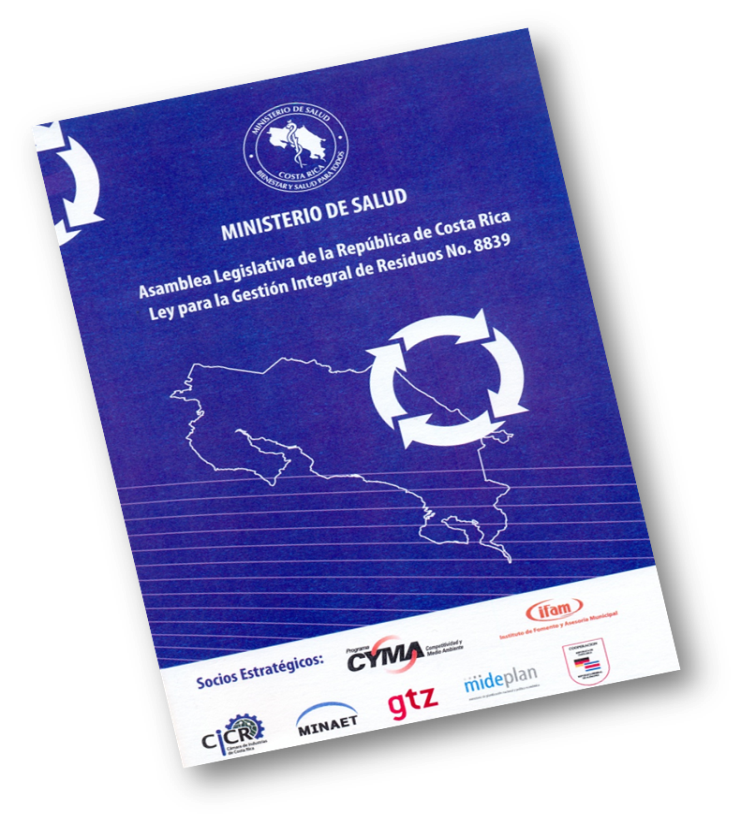 MINISTERIO DE SALUD
COSTA RICA
BIENESTAR Y SALUD PARA TODOS
MINISTERIO DE SALUD
Asamblea Legislativa de la República de Costa Rica
Ley para la Gestión Integral de Residuos No. 8839
ifam
Instituto de Fomento y Asesoría Municipal
Socios Estratégicos:
Programa
CYMA
Competitividad y
Medio Ambiente
CICR
Cámara de Industrias
de Costa Rica
MINAET
gtz
mideplan
COOPERACION